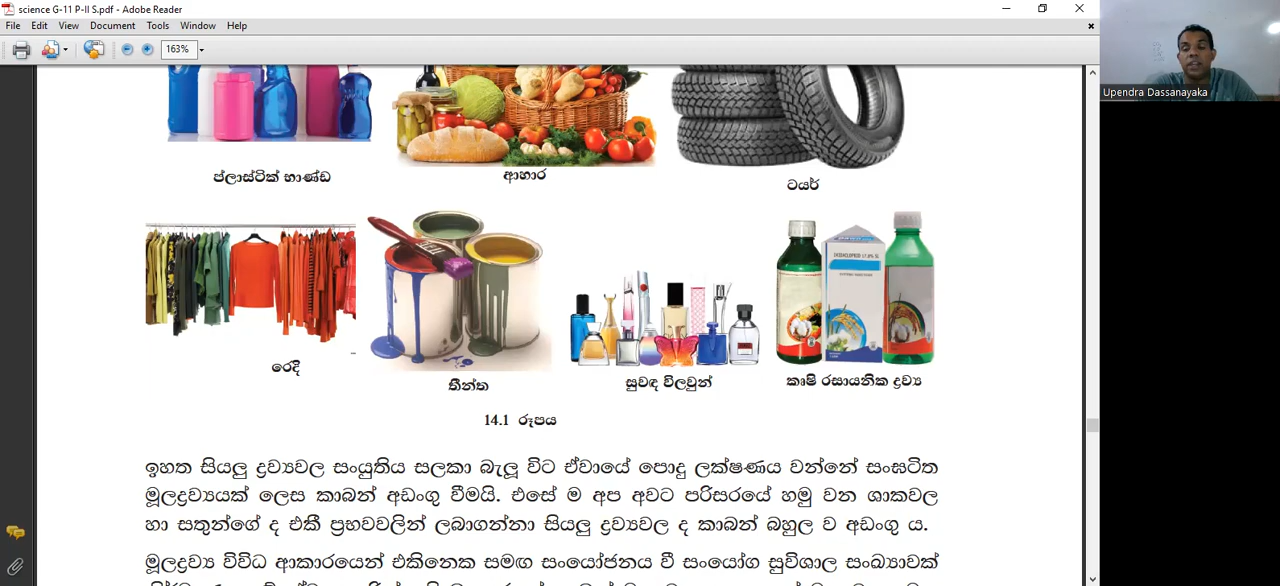 science G-11 P-II S.pdf - Adobe Reader
File Edit View Document Tools Window Help
163%
Upendra Dassanayaka
ප්ලාස්ටික් භාණ්ඩ
ආහාර
ටයර්
රෙදි
තීන්ත
සුවඳ විලවුන්
කෘෂි රසායනික ද්‍රව්‍ය
14.1 රූපය
ඉහත සියලු ද්‍රව්‍යවල සංයුතිය සලකා බැලූ විට ඒවායේ පොදු ලක්ෂණය වන්නේ සංඝටිත
මූලද්‍රව්‍යයක් ලෙස කාබන් අඩංගු වීමයි. එසේ ම අප අවට පරිසරයේ හමු වන ශාකවල
හා සතුන්ගේ ද එකී ප්‍රභවවලින් ලබාගන්නා සියලු ද්‍රව්‍යවල ද කාබන් බහුල ව අඩංගු ය.
මූලද්‍රව්‍ය විවිධ ආකාරයෙන් එකිනෙක සමඟ සංයෝජනය වී සංයෝග සුවිශාල සංඛ්‍යාවක්